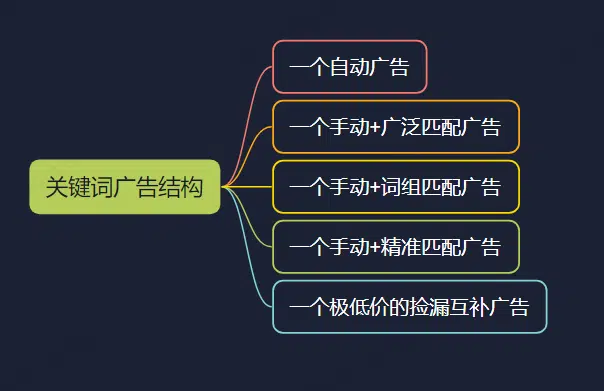 关键词广告结构
一个自动广告
一个手动+广泛匹配广告
一个手动+词组匹配广告
一个手动+精准匹配广告
一个极低价的捡漏互补广告